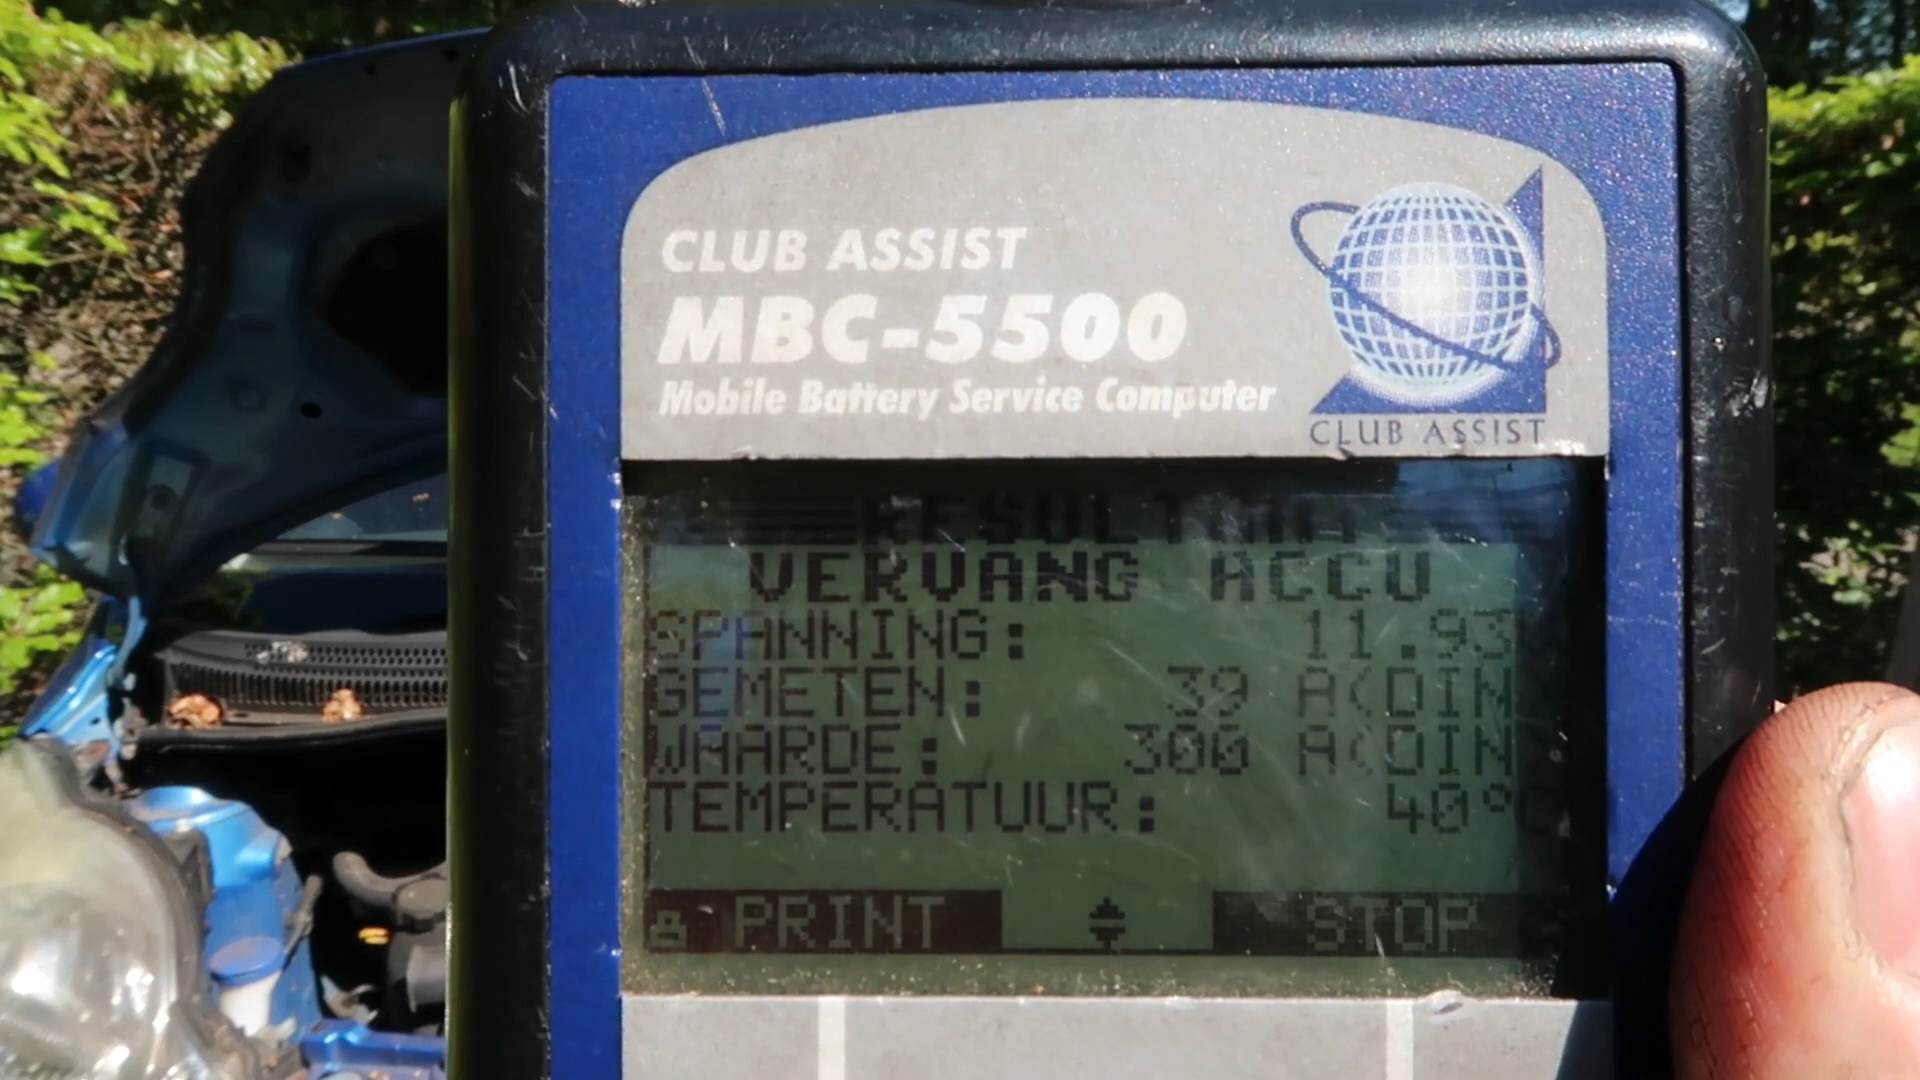 CLUB ASSIST
MBC-5500
Mobile Battery Service Computer
CLUB ASSIST
VERVANG ACCU
SPANNING: 11.93
GEMETEN: 39 A(DIN
WAARDE: 300 A(DIN
TEMPERATUUR: 40°C
PRINT STOP